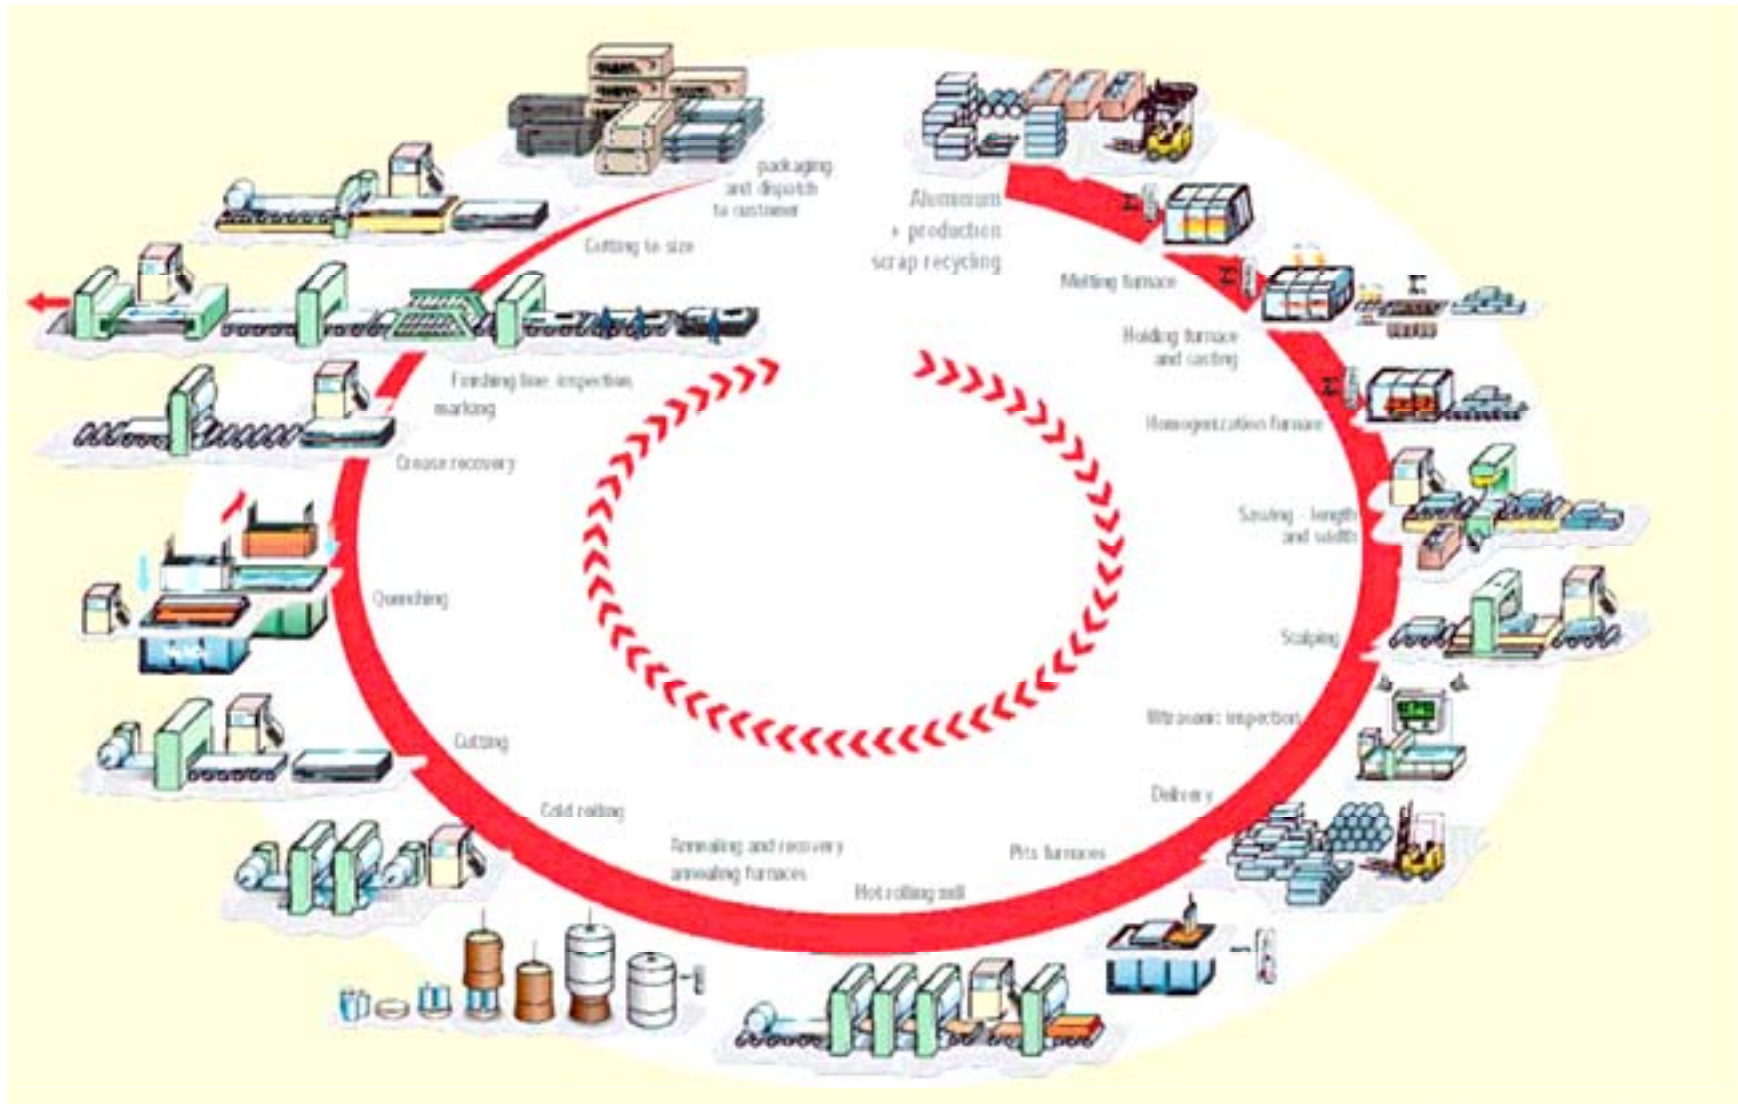 Aluminium
+ production
scrap recycling
Melting furnace
Holding furnace
and casting
Homogenization furnace
Sawing - length
and width
Scalping
Ultrasonic inspection
Delivery
Pits furnaces
Hot rolling mill
Annealing and recovery
annealing furnaces
Cold rolling
Cutting
Quenching
Crease recovery
Finishing line inspection,
marking
Cutting to size
packaging
and dispatch
to customer